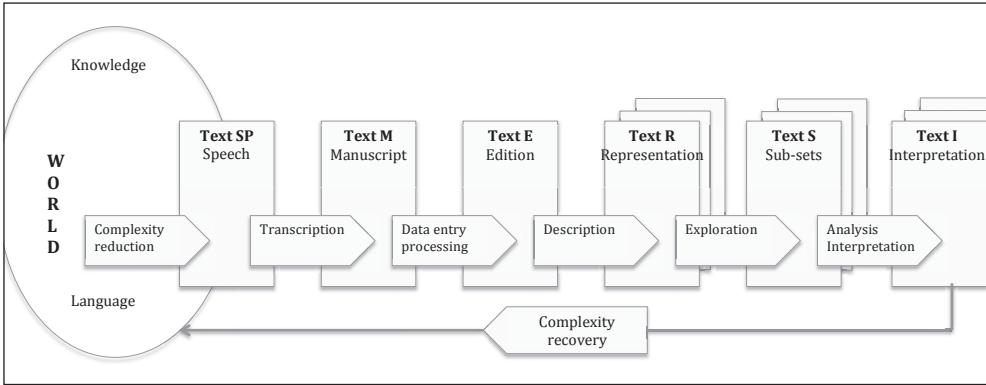 Knowledge
W
O
R
L
D
Language
Text SP
Speech
Text M
Manuscript
Text E
Edition
Text R
Representation
Text S
Sub-sets
Text I
Interpretation
Complexity
reduction
Transcription
Data entry
processing
Description
Exploration
Analysis
Interpretation
Complexity
recovery